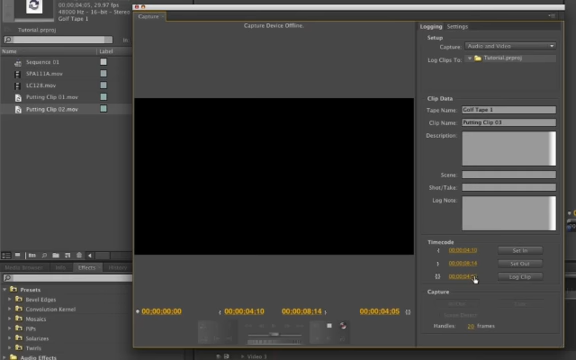 00;00;04;05, 29.97 fps
48000 Hz - 16-bit - Stereo
Golf Tape 1
Tutorial.prproj
Name
Label
Sequence 01
LC128.mov
Putting Clip 01.mov
Putting Clip 02.mov
Effects
Presets
Bevel Edges
Convolution Kernel
Mosaics
PiPs
Solarizes
Twirls
Audio Effects
Capture
Capture Device Offline.
00;00;00;00
00;00;04;10
00;00;08;14
00;00;04;05
Video 3
Logging
Settings
Setup
Capture: Audio and Video
Log Clips To:
Tutorial.prproj
Clip Data
Tape Name: Golf Tape 1
Clip Name: Putting Clip 03
Description:
Scene:
Shot/Take:
Log Note:
Timecode
00;00;04;10
Set In
00;00;08;14
Set Out
Log Clip
Capture
Handles: frames